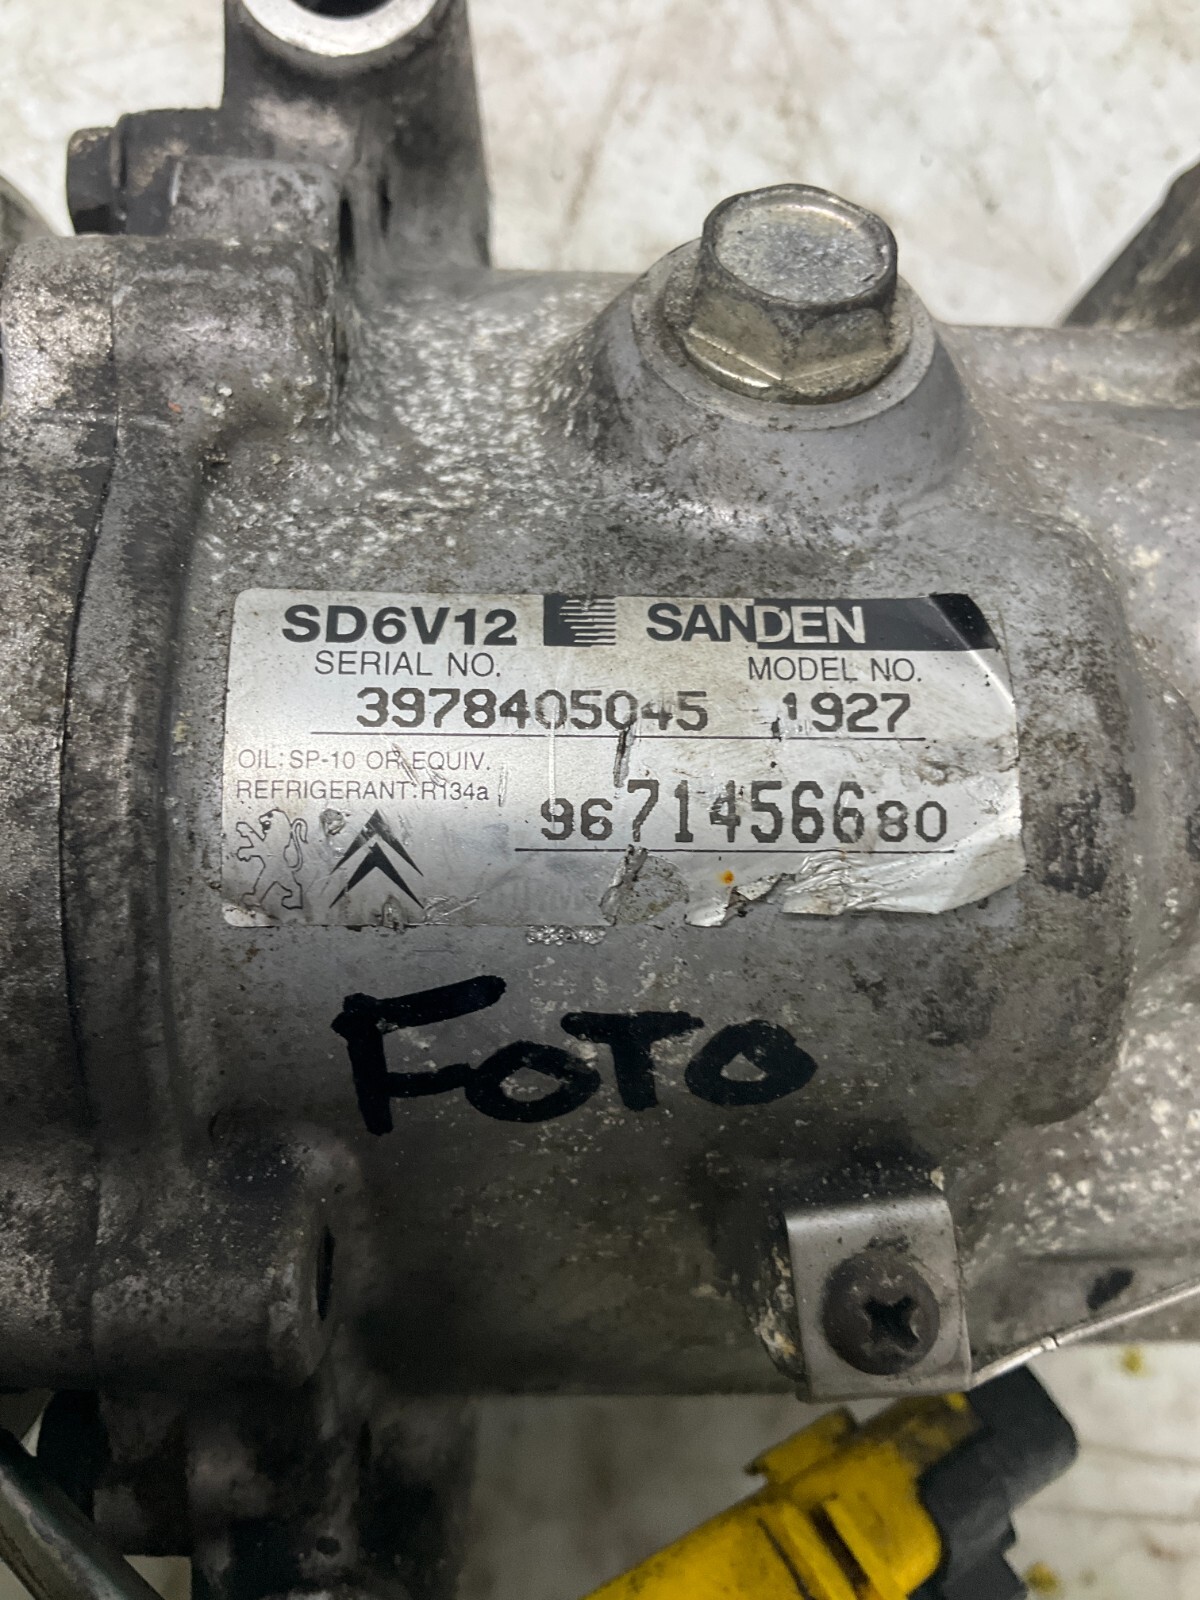 SD6V12 SANDEN
SERIAL NO. MODEL NO.
3978405045 1927
OIL: SP-10 OR EQUIV.
REFRIGERANT: R134a
9671456680
FOTO